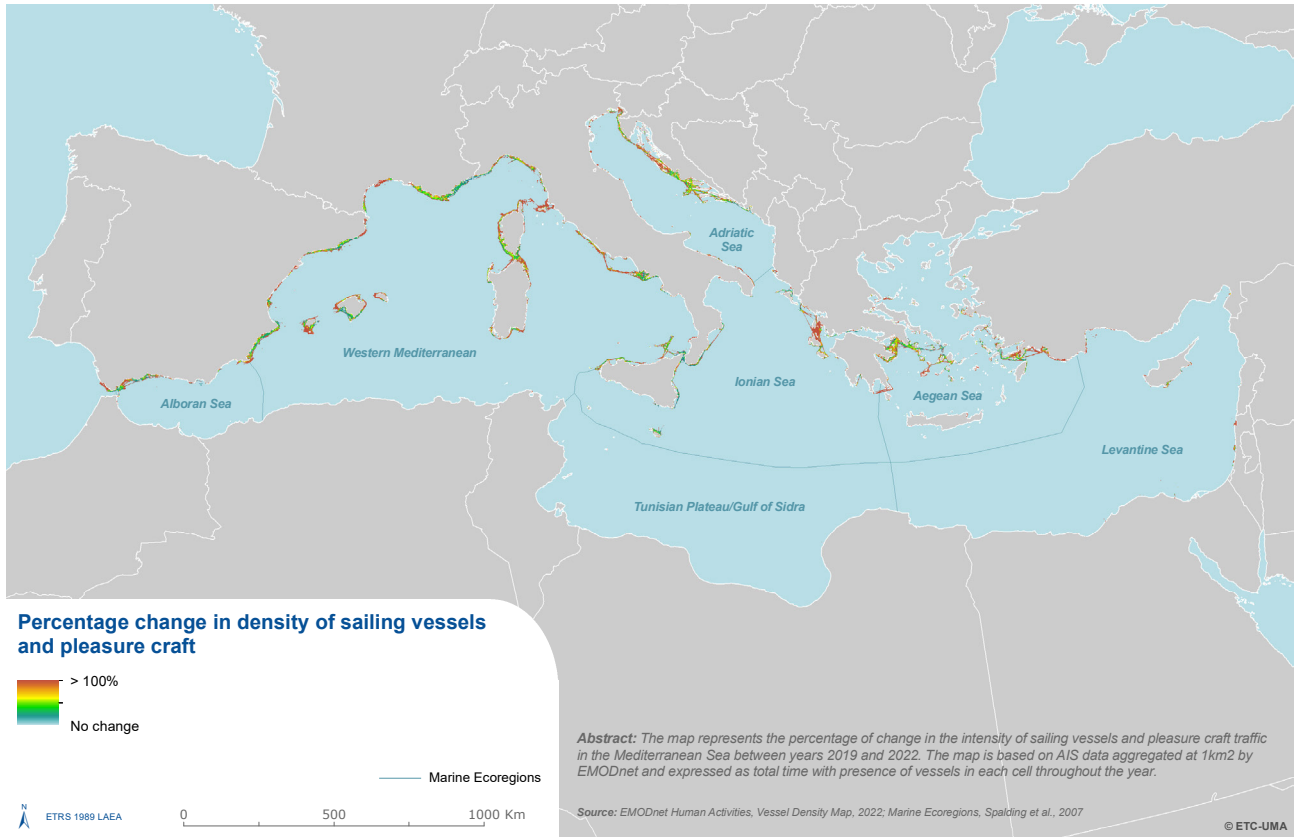 Adriatic
Sea
Western Mediterranean
Ionian Sea
Alboran Sea
Aegean Sea
Levantine Sea
Tunisian Plateau/Gulf of Sidra
Percentage change in density of sailing vessels
and pleasure craft
> 100%
No change
Marine Ecoregions
N
ETRS 1989 LAEA
0 500 1000 Km
Abstract: The map represents the percentage of change in the intensity of sailing vessels and pleasure craft traffic
in the Mediterranean Sea between years 2019 and 2022. The map is based on AIS data aggregated at 1km2 by
EMODnet and expressed as total time with presence of vessels in each cell throughout the year.
Source: EMODnet Human Activities, Vessel Density Map, 2022; Marine Ecoregions, Spalding et al., 2007
© ETC-UMA